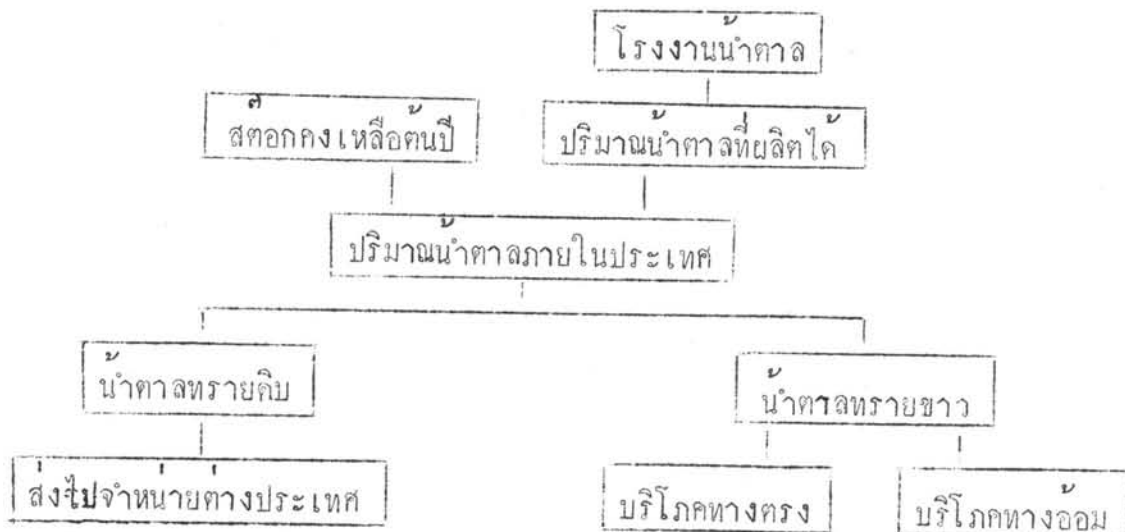 โรงงานน้ำตาล
สต๊อกคงเหลือต้นปี
ปริมาณน้ำตาลที่ผลิตได้
ปริมาณน้ำตาลภายในประเทศ
น้ำตาลทรายดิบ
น้ำตาลทรายขาว
ส่งไปจำหน่ายต่างประเทศ
บริโภคทางตรง
บริโภคทางอ้อม